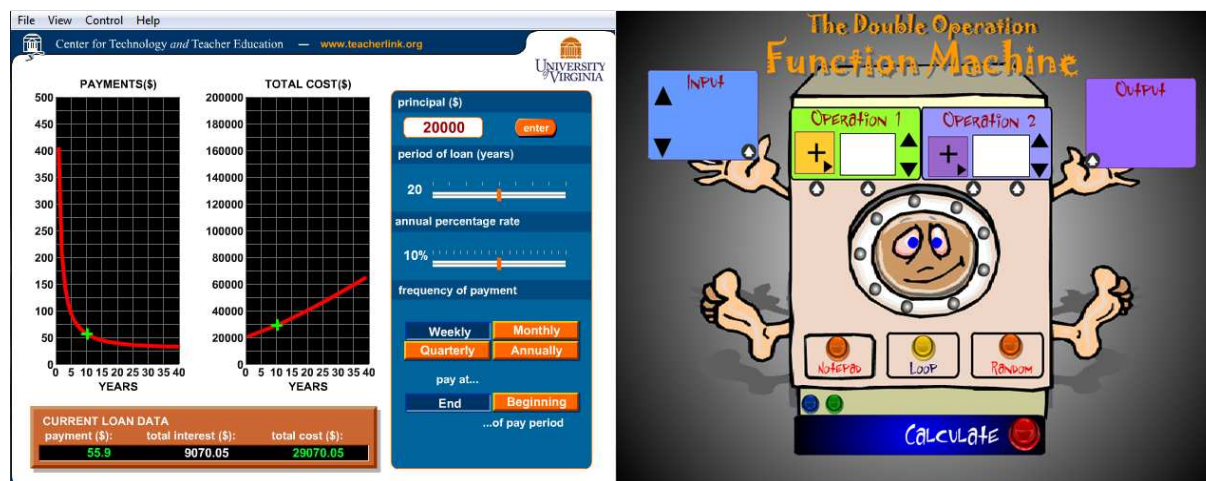 File View Control Help
Center for Technology and Teacher Education — www.teacherlink.org
UNIVERSITY
of VIRGINIA
PAYMENTS($)
500
450
400
350
300
250
200
150
100
50
0
0 5 10 15 20 25 30 35 40
YEARS
TOTAL COST($)
200000
180000
160000
140000
120000
100000
80000
60000
40000
20000
0
0 5 10 15 20 25 30 35 40
YEARS
principal ($)
20000 enter
period of loan (years)
20
annual percentage rate
10%
frequency of payment
Weekly Monthly
Quarterly Annually
pay at...
End Beginning
...of pay period
CURRENT LOAN DATA
payment ($): total interest ($): total cost ($):
55.9 9070.05 29070.05
The Double Operation
Function Machine
INPUT
OPERATION 1
+
OPERATION 2
+
OUTPUT
NOTEPAD LOOP RANDOM
CALCULATE